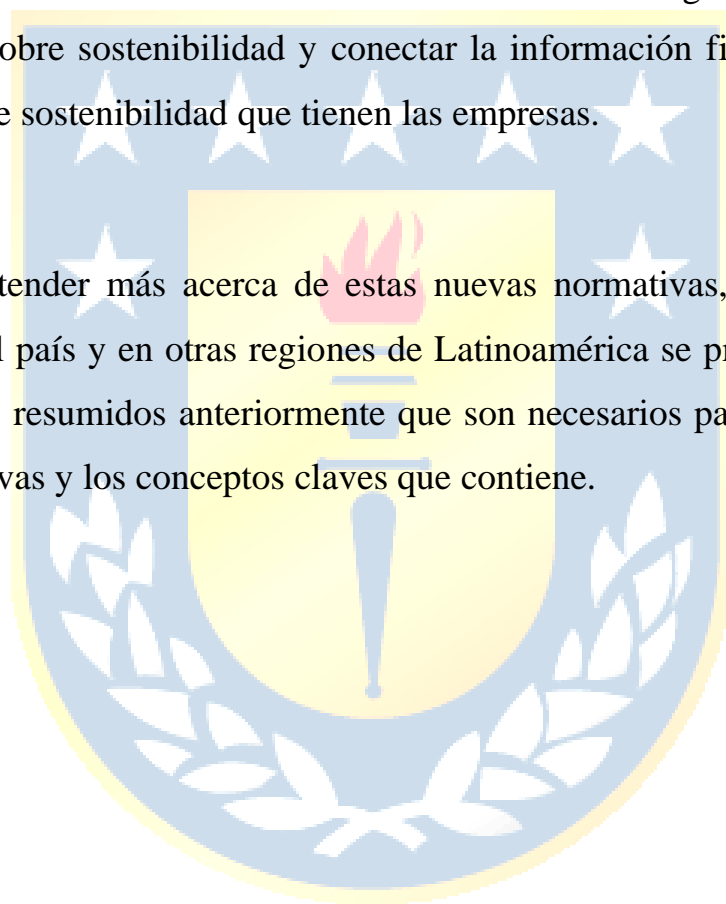 obre sostenibilidad y conectar la información fi
e sostenibilidad que tienen las empresas.
tender más acerca de estas nuevas normativas,
l país y en otras regiones de Latinoamérica se pr
resumidos anteriormente que son necesarios pa
vas y los conceptos claves que contiene.